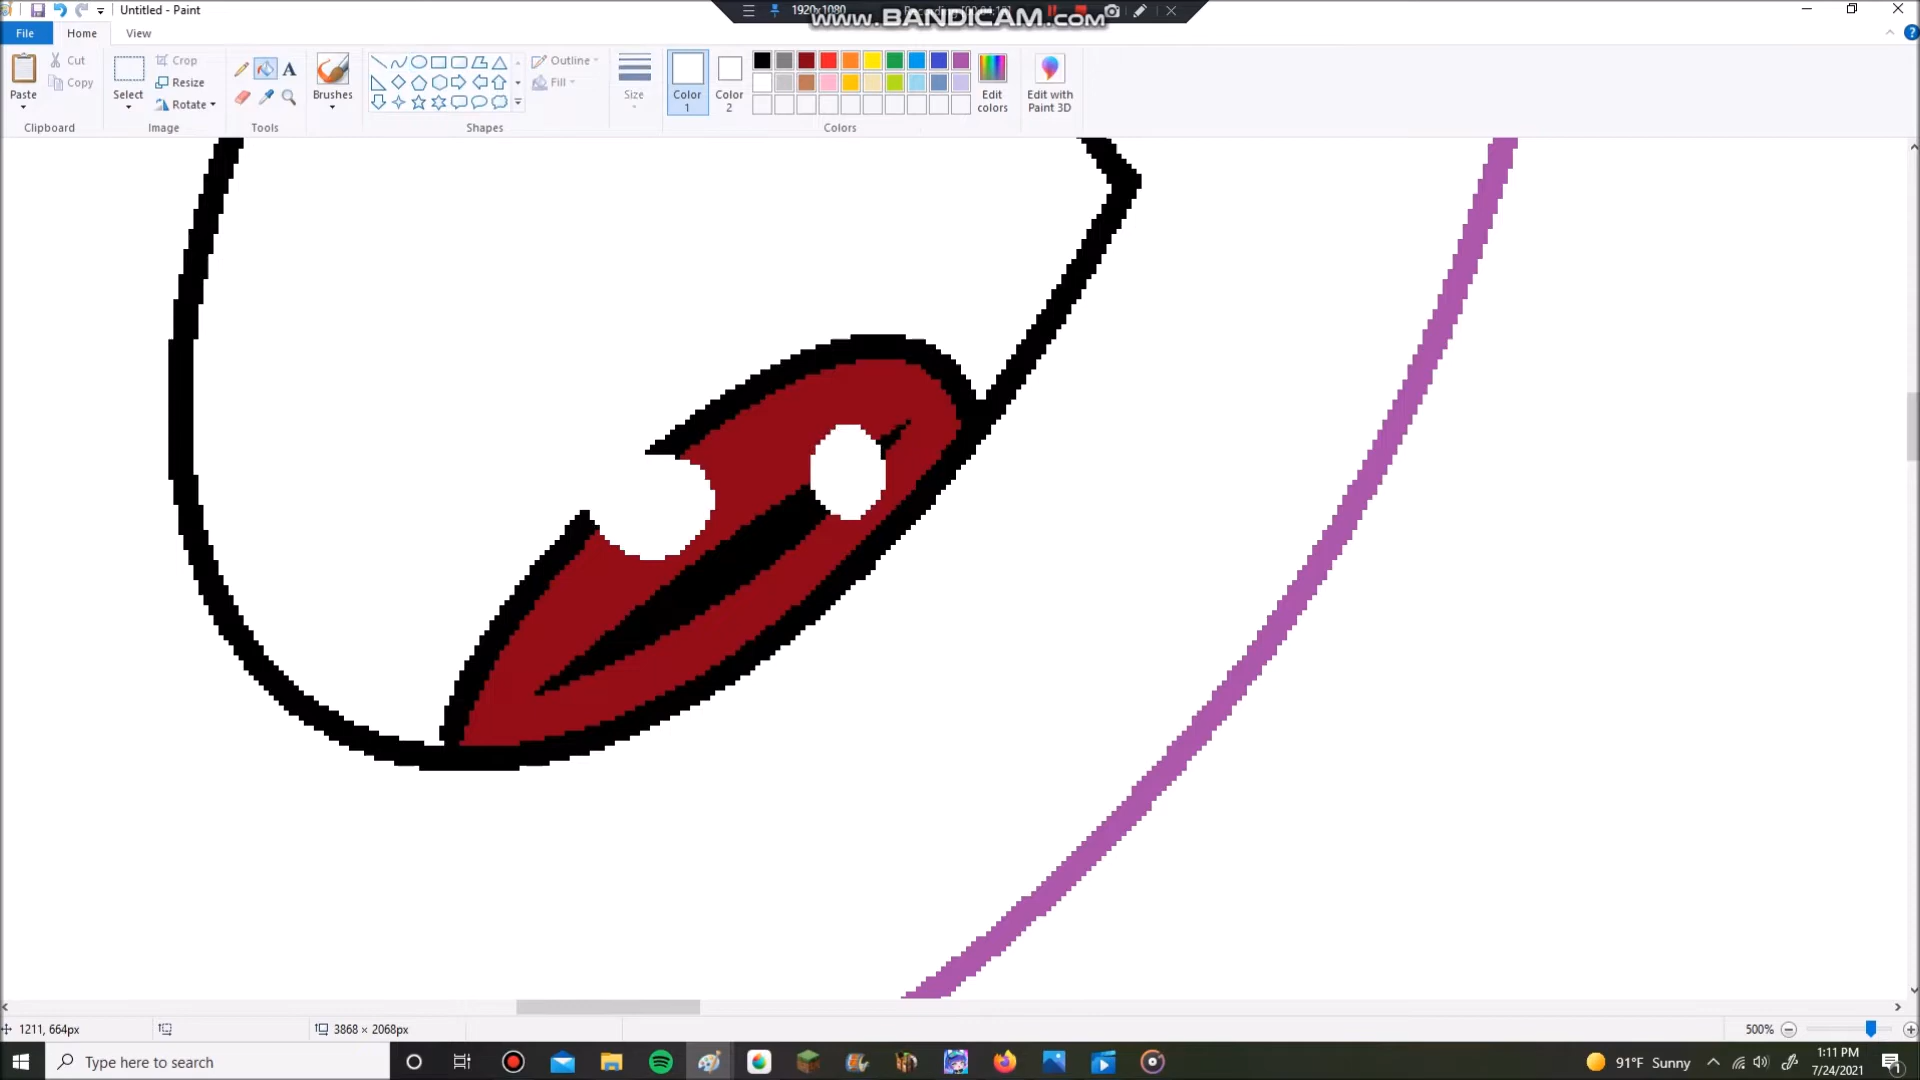 Untitled - Paint
1920x1080
www.BANDICAM.com
File
Home
View
Paste
Cut
Copy
Clipboard
Select
Crop
Resize
Rotate
Image
A
Tools
Brushes
Outline
Fill
Shapes
Size
Color 1
Color 2
Edit colors
Colors
Edit with Paint 3D
1211, 664px
3868 × 2068px
500%
Type here to search
91°F Sunny
1:11 PM
7/24/2021
1